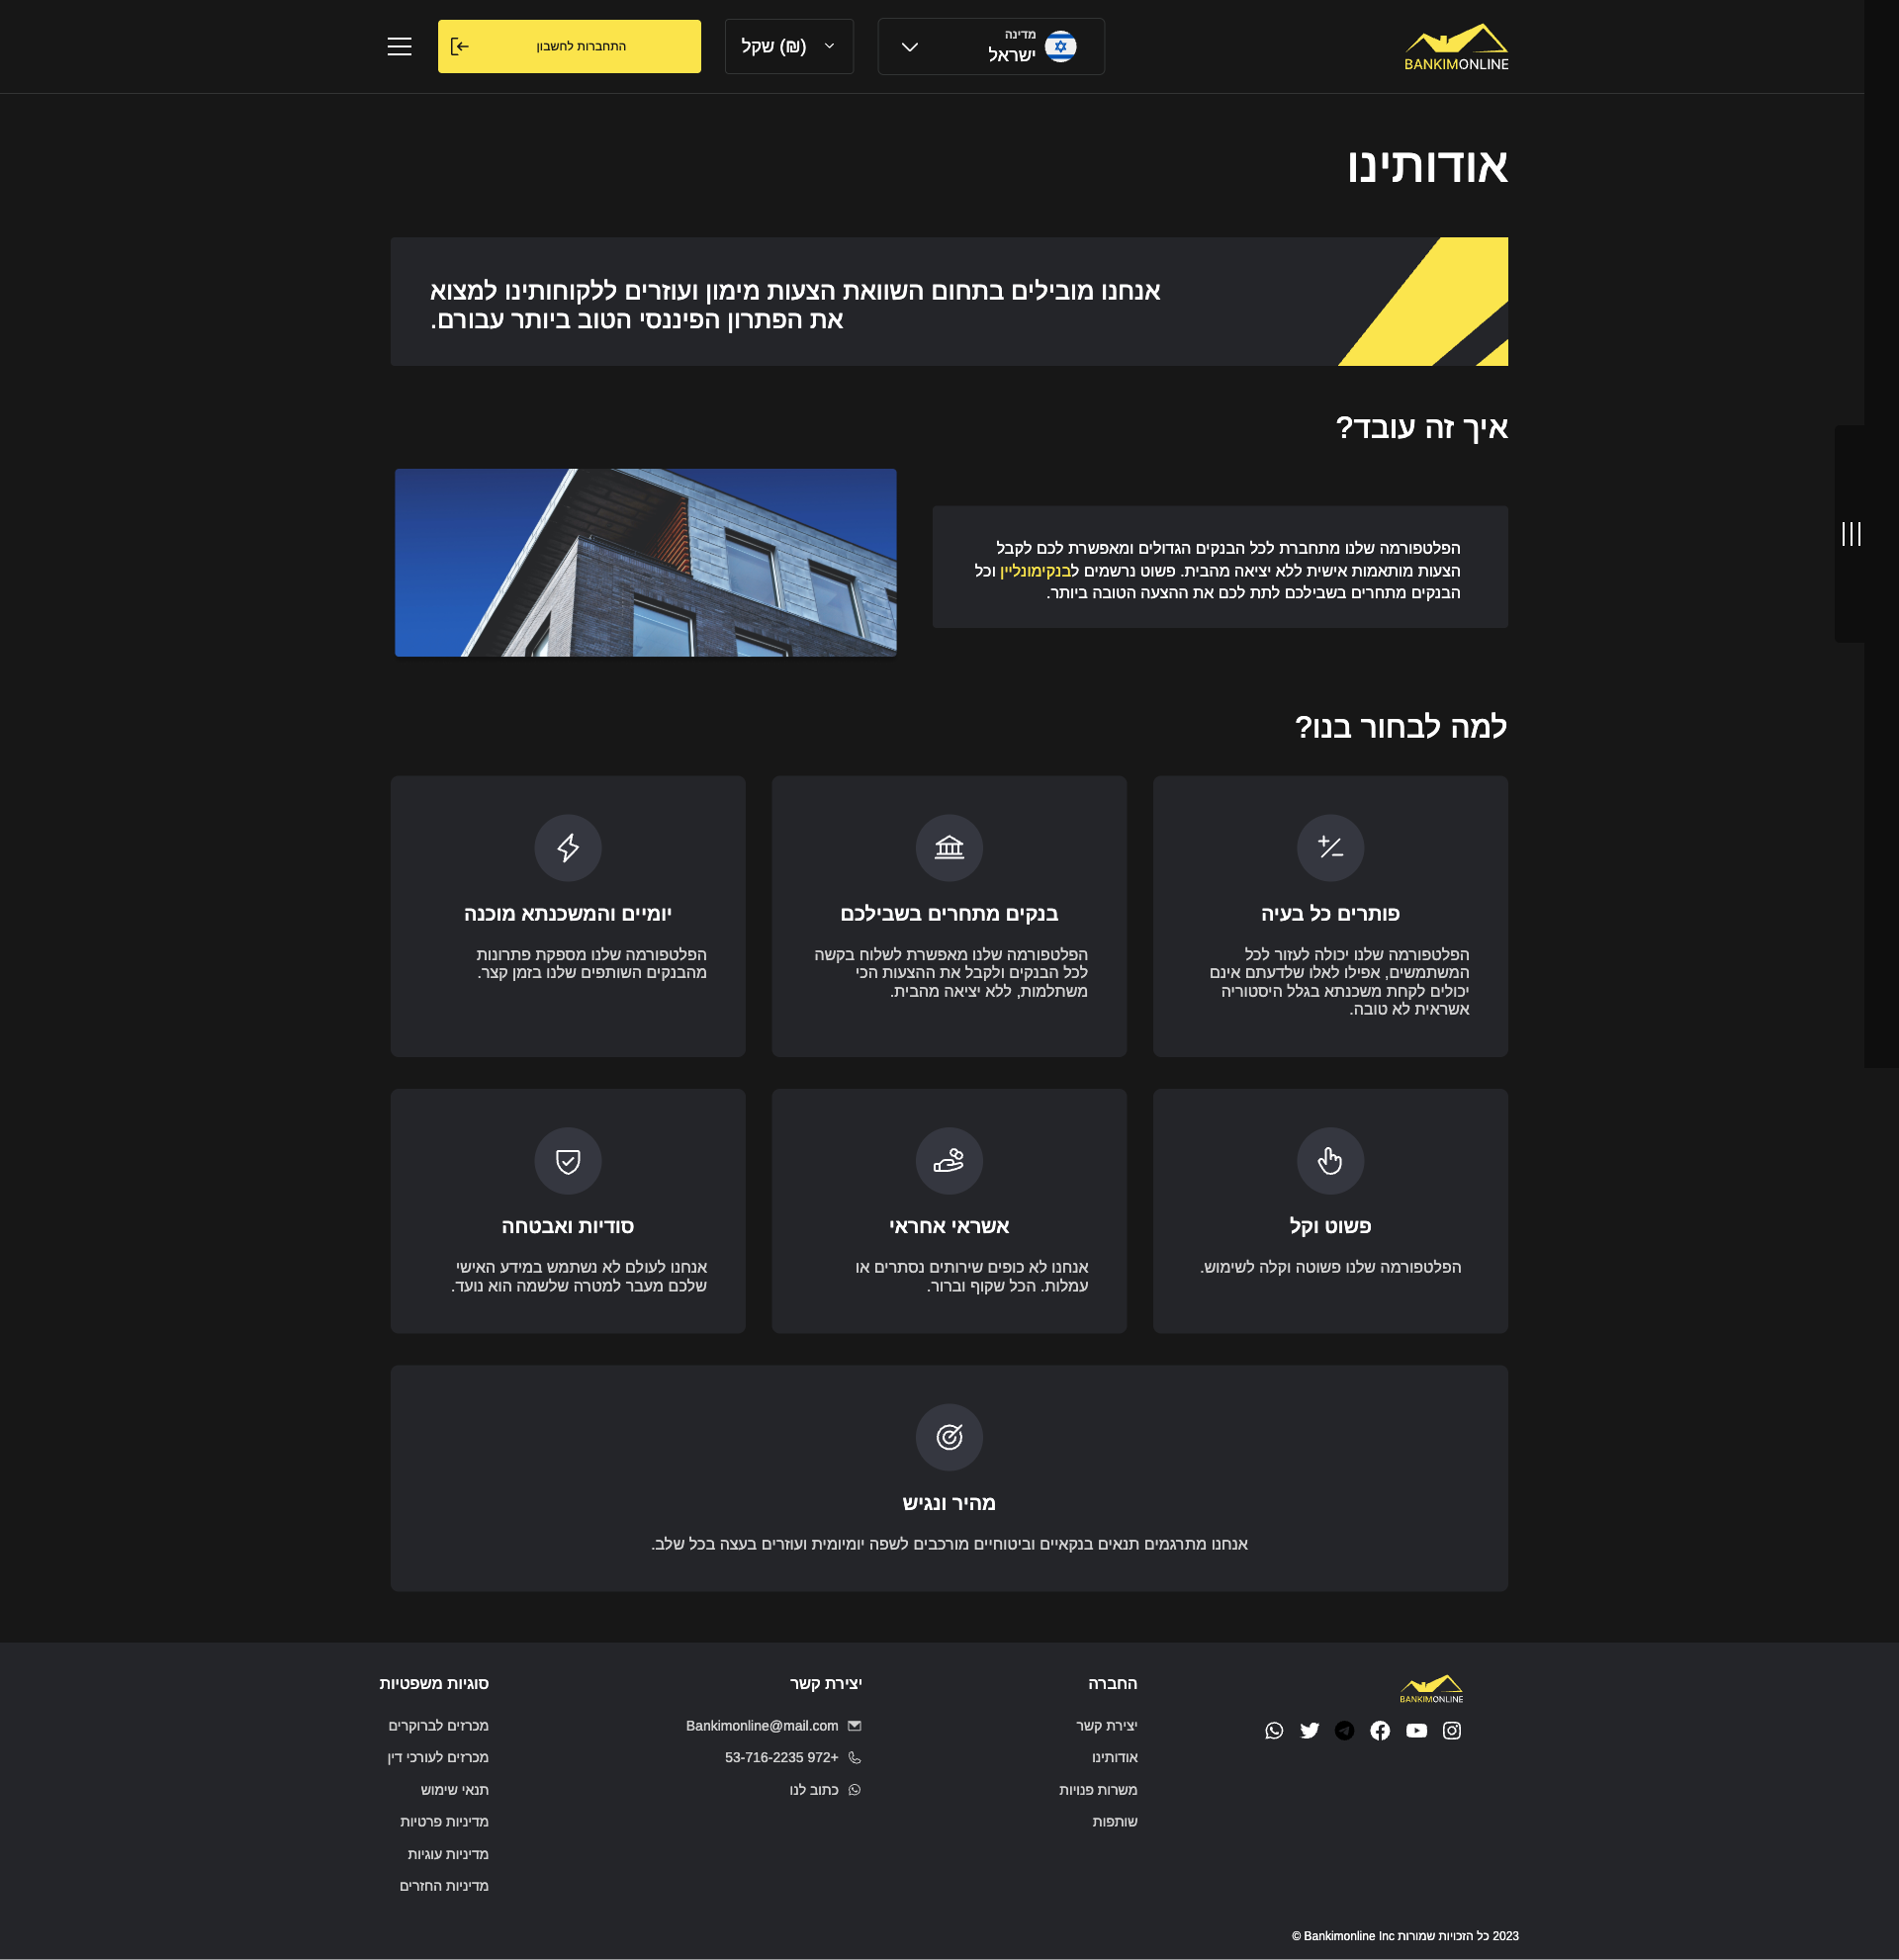 BANKIMONLINE
מדינה
ישראל
(₪) שקל
התחברות לחשבון
אודותינו
אנחנו מובילים בתחום השוואת הצעות מימון ועוזרים ללקוחותינו למצוא
את הפתרון הפיננסי הטוב ביותר עבורם.
איך זה עובד?
הפלטפורמה שלנו מתחברת לכל הבנקים הגדולים ומאפשרת לכם לקבל
הצעות מותאמות אישית ללא יציאה מהבית. פשוט נרשמים לבנקימונליין וכל
הבנקים מתחרים בשבילכם לתת לכם את ההצעה הטובה ביותר.
למה לבחור בנו?
פותרים כל בעיה
הפלטפורמה שלנו יכולה לעזור לכל
המשתמשים, אפילו לאלו שלדעתם אינם
יכולים לקחת משכנתא בגלל היסטוריה
אשראית לא טובה.
בנקים מתחרים בשבילכם
הפלטפורמה שלנו מאפשרת לשלוח בקשה
לכל הבנקים ולקבל את ההצעות הכי
משתלמות, ללא יציאה מהבית.
יומיים והמשכנתא מוכנה
הפלטפורמה שלנו מספקת פתרונות
מהבנקים השותפים שלנו בזמן קצר.
פשוט וקל
הפלטפורמה שלנו פשוטה וקלה לשימוש.
אשראי אחראי
אנחנו לא כופים שירותים נסתרים או
עמלות. הכל שקוף וברור.
סודיות ואבטחה
אנחנו לעולם לא נשתמש במידע האישי
שלכם מעבר למטרה שלשמה הוא נועד.
מהיר ונגיש
אנחנו מתרגמים תנאים בנקאיים וביטוחיים מורכבים לשפה יומיומית ועוזרים בעצה בכל שלב.
BANKIMONLINE
החברה
יצירת קשר
אודותינו
משרות פנויות
שותפות
יצירת קשר
Bankimonline@mail.com
53-716-2235 972+
כתוב לנו
סוגיות משפטיות
מכרזים לברוקרים
מכרזים לעורכי דין
תנאי שימוש
מדיניות פרטיות
מדיניות עוגיות
מדיניות החזרים
2023 כל הזכויות שמורות Bankimonline Inc ©